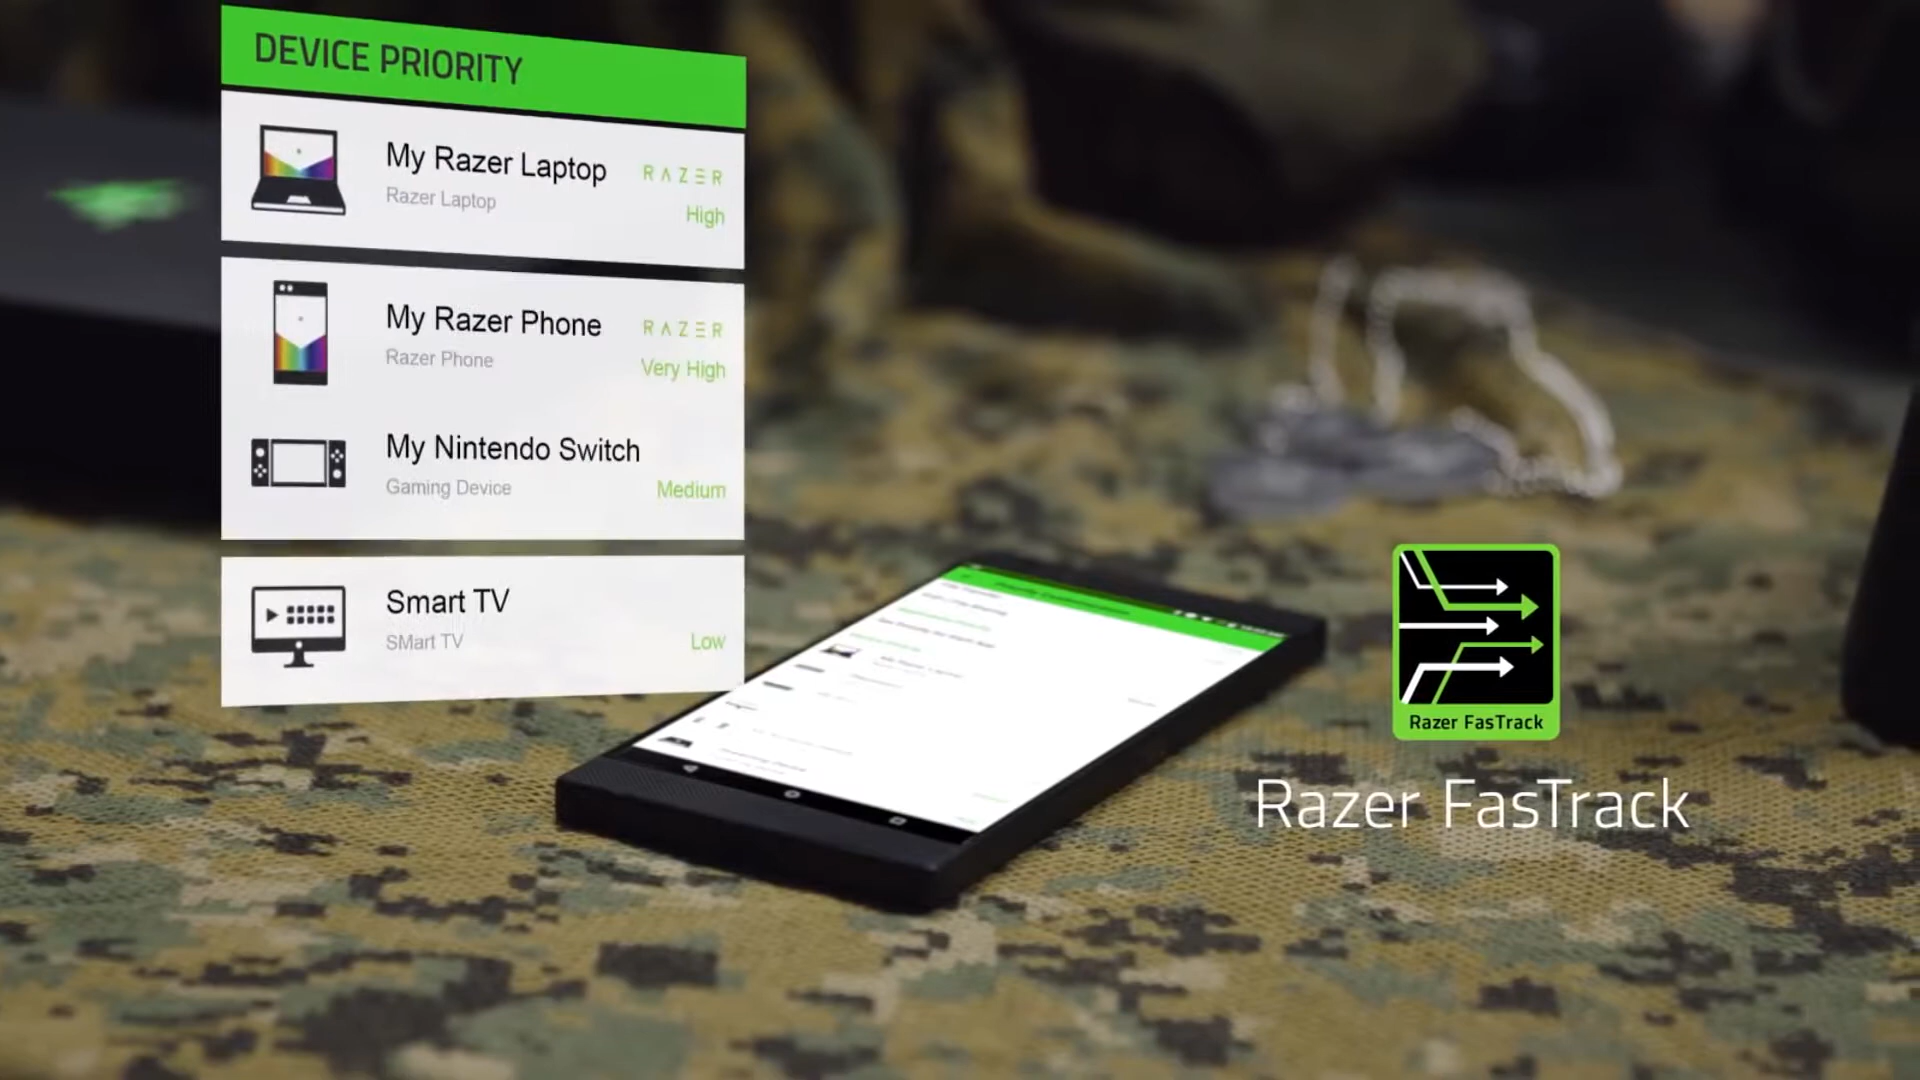 DEVICE PRIORITY
My Razer Laptop
RAZER
Razer Laptop
High
My Razer Phone
RAZER
Razer Phone
Very High
My Nintendo Switch
Gaming Device
Medium
Smart TV
SMart TV
Low
Razer FasTrack
Razer FasTrack